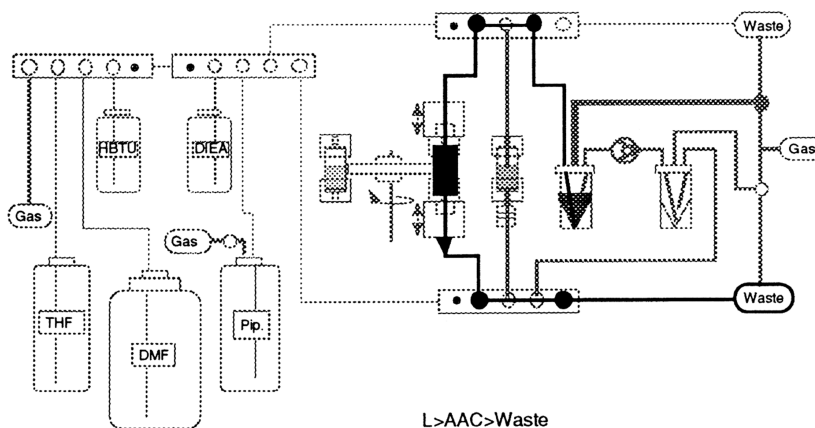 Waste
HBTU
DIEA
Gas
Gas
Gas
THF
DMF
Pip.
Waste
L>AAC>Waste